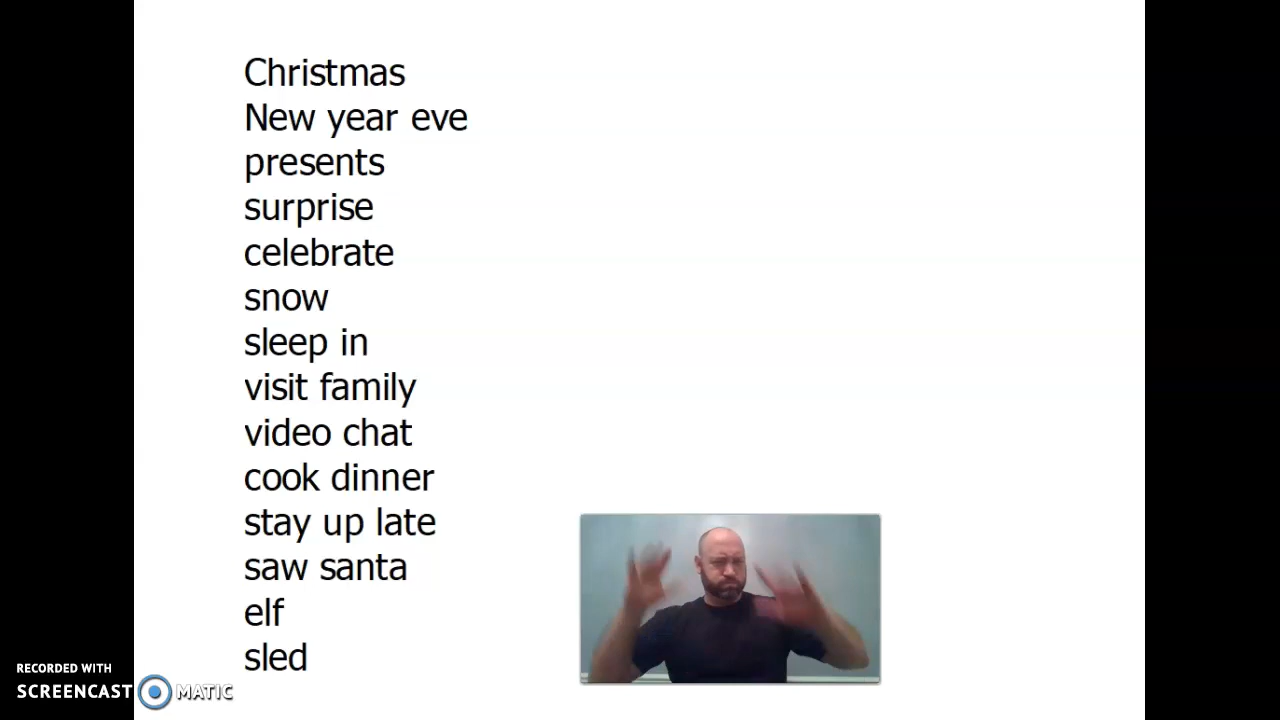 Christmas
New year eve
presents
surprise
celebrate
snow
sleep in
visit family
video chat
cook dinner
stay up late
saw santa
elf
sled
RECORDED WITH
SCREENCAST MATIC